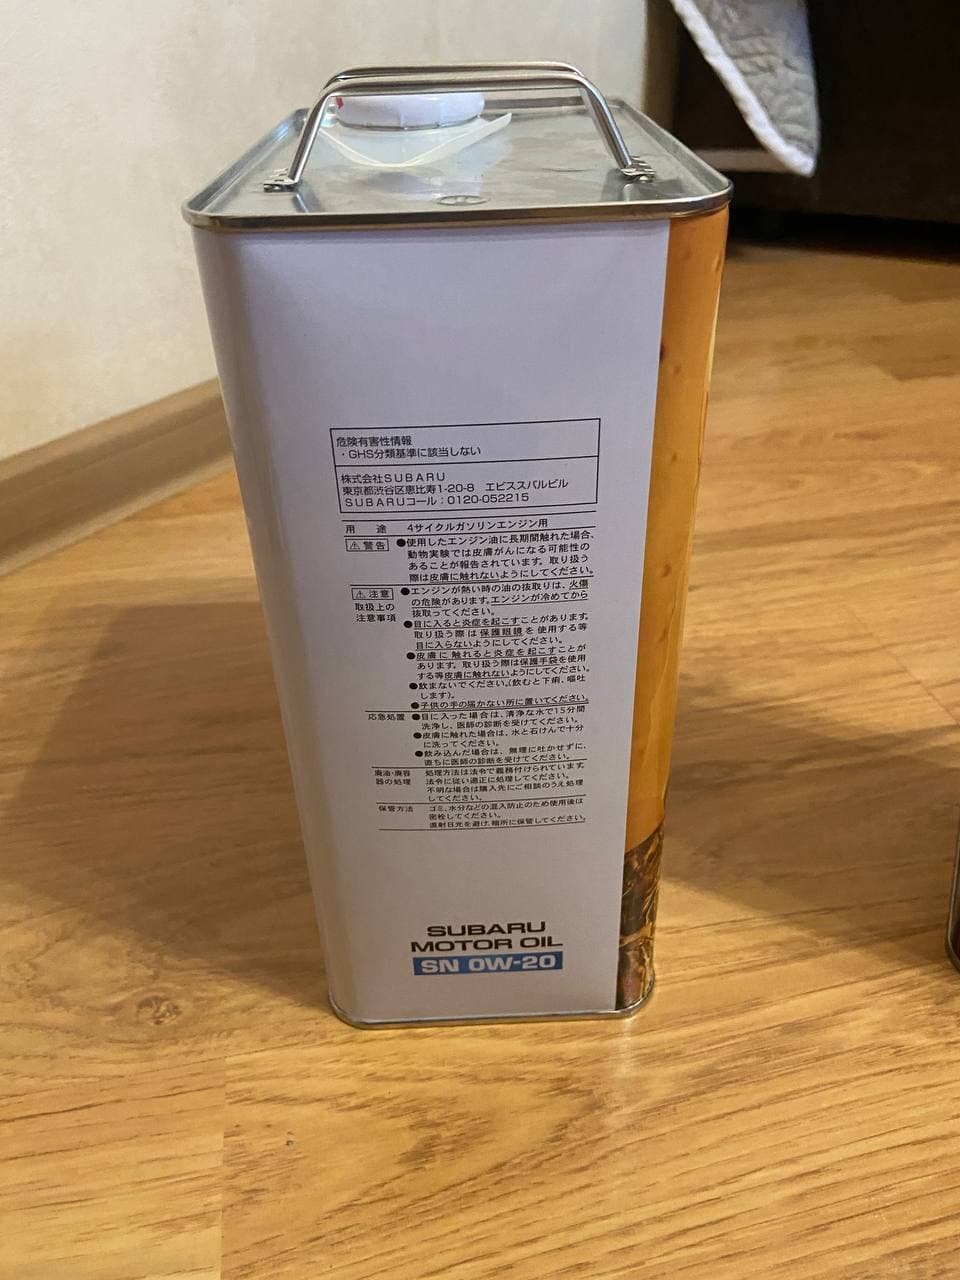 危険有害性情報
・GHS分類基準に該当しない
株式会社SUBARU
東京都渋谷区恵比寿1-20-8 エビススバルビル
SUBARUコール：0120-052215
用途 4サイクルガソリンエンジン用
⚠警告 ●使用したエンジン油に長期間触れた場合、
動物実験では皮膚がんになる可能性の
あることが報告されています。取り扱う
際は皮膚に触れないようにしてください。
⚠注意 ●エンジンが熱い時の油の抜取りは、火傷
取扱上の の危険があります。エンジンが冷めてから
注意事項 抜取ってください。
●目に入ると炎症を起こすことがあります。
取り扱う際は保護眼鏡を使用する等
目に入らないようにしてください。
●皮膚に触れると炎症を起こすことが
あります。取り扱う際は保護手袋を使用
する等皮膚に触れないようにしてください。
●飲まないでください。(飲むと下痢、嘔吐
します)。
●子供の手の届かない所に置いてください。
応急処置 ●目に入った場合は、清浄な水で15分間
洗浄し、医師の診断を受けてください。
●皮膚に触れた場合は、水と石けんで十分
に洗ってください。
●飲み込んだ場合は、無理に吐かせずに、
直ちに医師の診断を受けてください。
廃油・廃容 処理方法は法令で義務付けられています。
器の処理 法令に従い適正に処理してください。
不明な場合は購入先にご相談のうえ処理
してください。
保管方法 ゴミ、水分などの混入防止のため使用後は
密栓してください。
直射日光を避け、暗所に保管してください。
SUBARU
MOTOR OIL
SN 0W-20